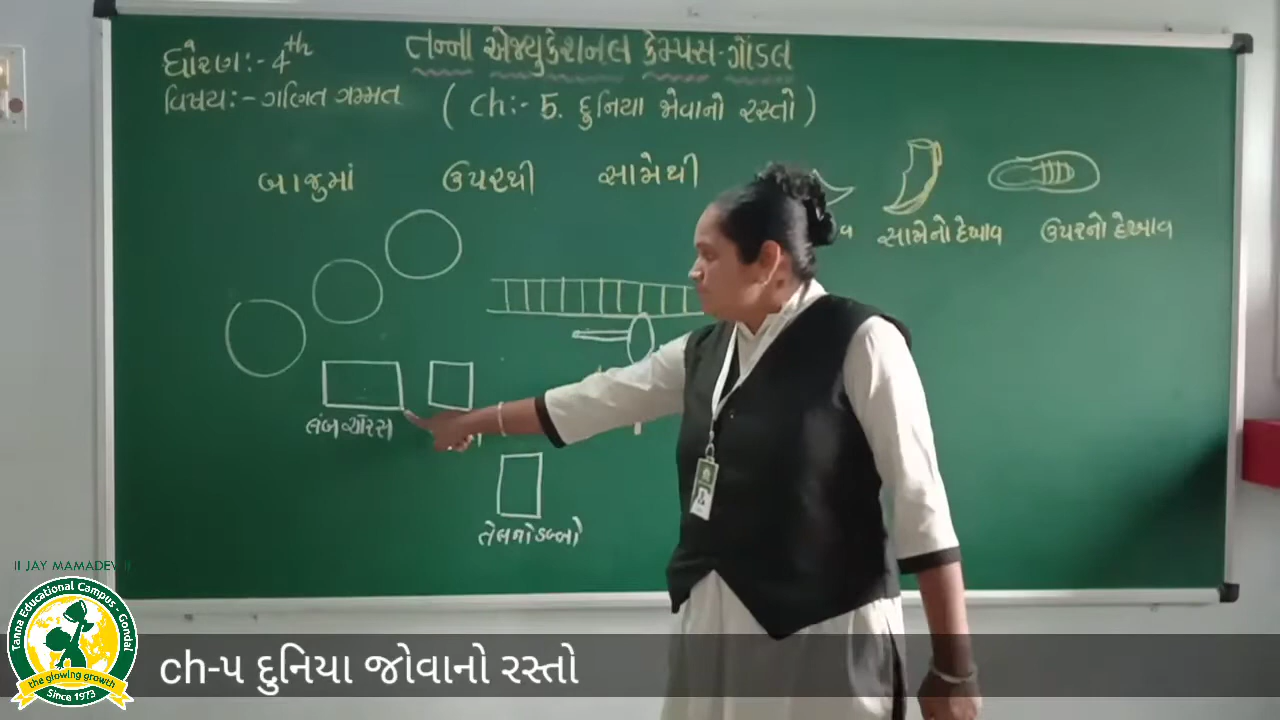 ધોરણ:- 4th
વિષય:- ગણિત ગમ્મત
તન્ના એજ્યુકેશનલ કેમ્પસ-ગોંડલ
( ch:- 5. દુનિયા જોવાનો રસ્તો )
બાજુમાં ઉપરથી સામેથી
સામેનો દેખાવ ઉપરનો દેખાવ
લંબચોરસ
તેલનો ડબ્બો
II JAY MAMADEV II
Tanna Educational Campus - Gondal
the glowing growth
Since 1973
ch-૫ દુનિયા જોવાનો રસ્તો